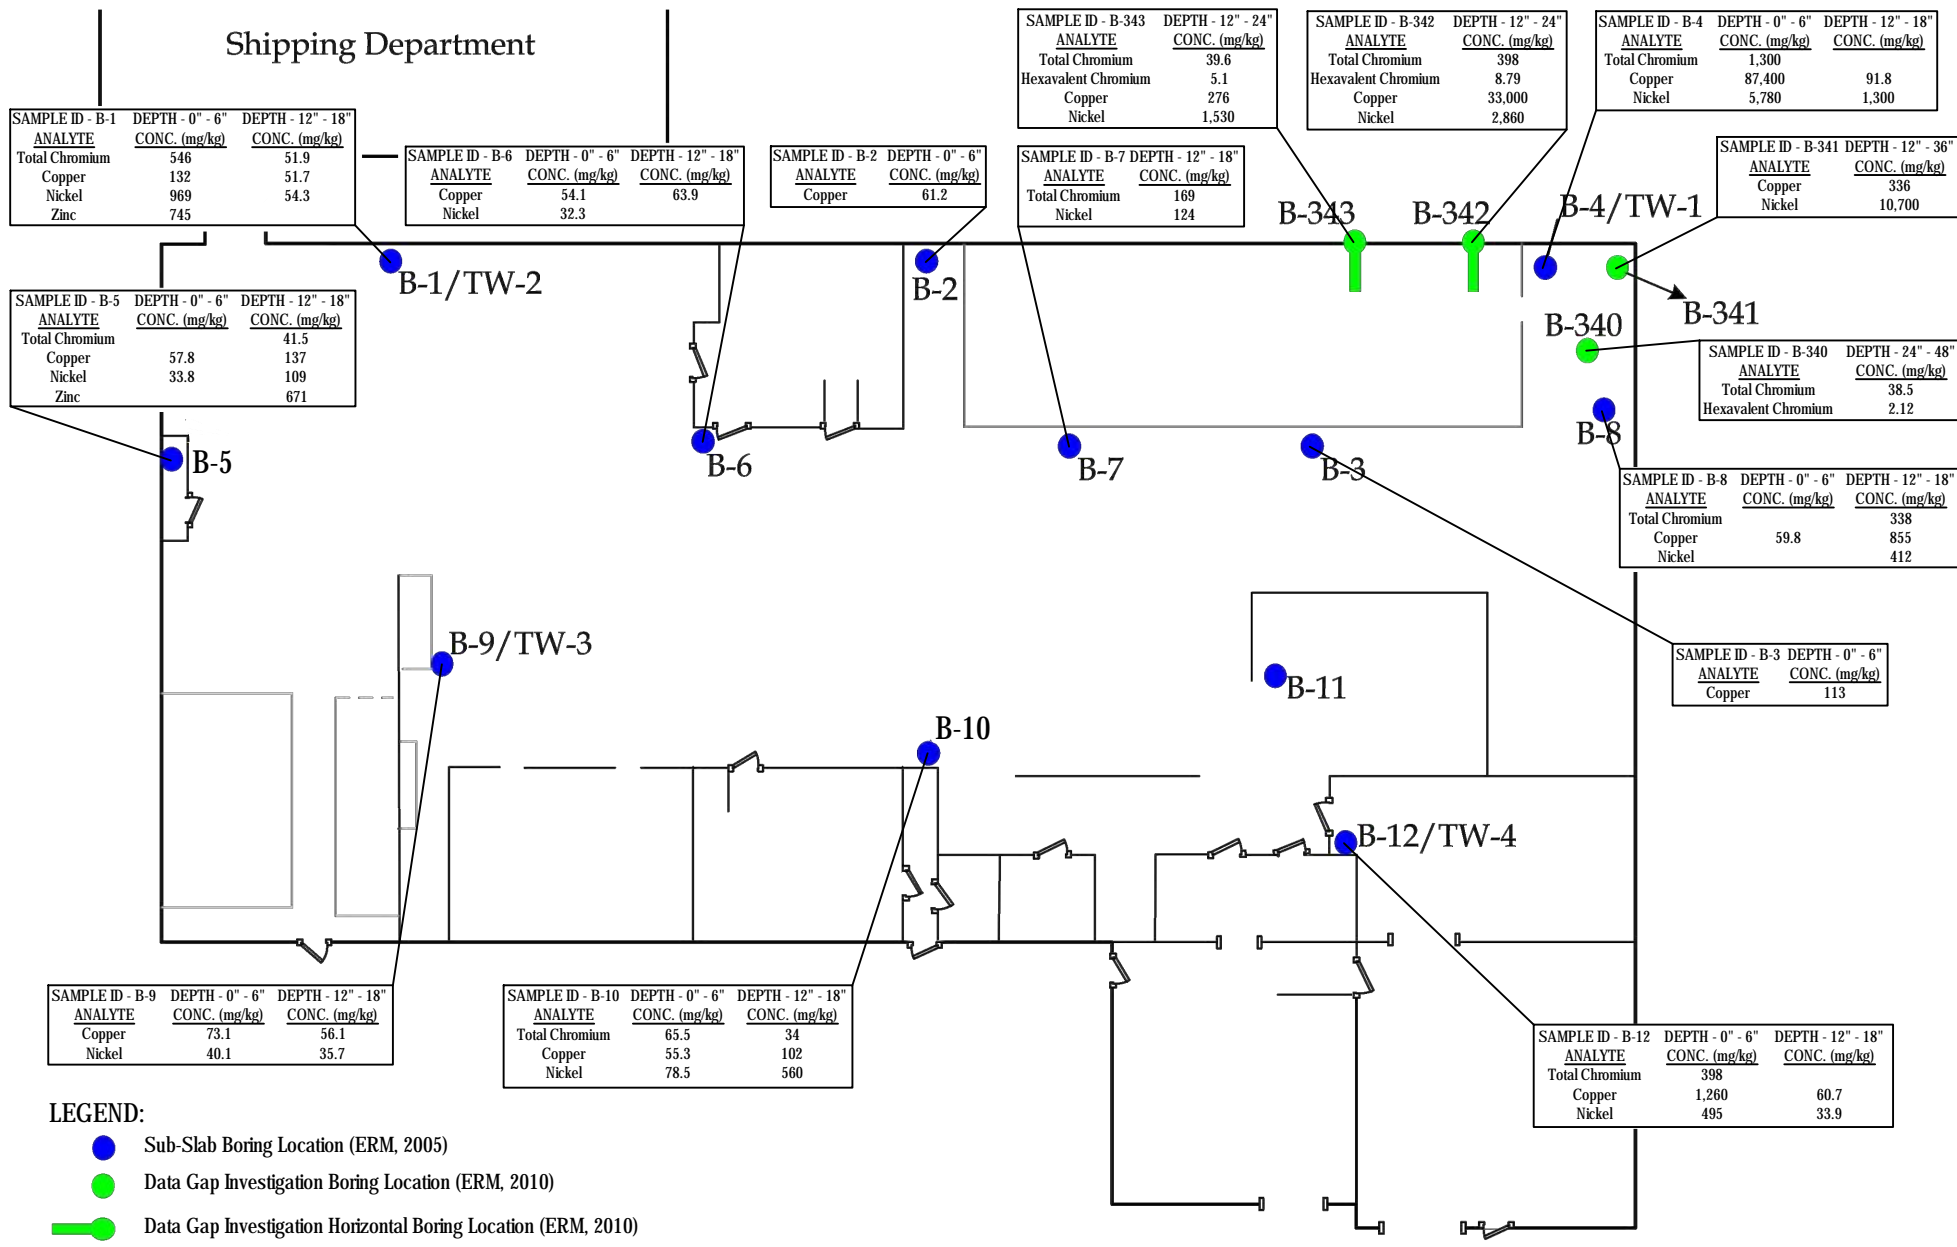 Shipping Department
SAMPLE ID - B-343 DEPTH - 12" - 24"
ANALYTE CONC. (mg/kg)
Total Chromium 39.6
Hexavalent Chromium 5.1
Copper 276
Nickel 1,530
SAMPLE ID - B-342 DEPTH - 12" - 24"
ANALYTE CONC. (mg/kg)
Total Chromium 398
Hexavalent Chromium 8.79
Copper 33,000
Nickel 2,860
SAMPLE ID - B-4 DEPTH - 0" - 6" DEPTH - 12" - 18"
ANALYTE CONC. (mg/kg) CONC. (mg/kg)
Total Chromium 1,300
Copper 87,400 91.8
Nickel 5,780 1,300
SAMPLE ID - B-1 DEPTH - 0" - 6" DEPTH - 12" - 18"
ANALYTE CONC. (mg/kg) CONC. (mg/kg)
Total Chromium 546 51.9
Copper 132 51.7
Nickel 969 54.3
Zinc 745
SAMPLE ID - B-6 DEPTH - 0" - 6" DEPTH - 12" - 18"
ANALYTE CONC. (mg/kg) CONC. (mg/kg)
Copper 54.1 63.9
Nickel 32.3
SAMPLE ID - B-2 DEPTH - 0" - 6"
ANALYTE CONC. (mg/kg)
Copper 61.2
SAMPLE ID - B-7 DEPTH - 12" - 18"
ANALYTE CONC. (mg/kg)
Total Chromium 169
Nickel 124
SAMPLE ID - B-341 DEPTH - 12" - 36"
ANALYTE CONC. (mg/kg)
Copper 336
Nickel 10,700
B-343
B-342
B-4/TW-1
B-1/TW-2
B-2
B-341
B-340
SAMPLE ID - B-5 DEPTH - 0" - 6" DEPTH - 12" - 18"
ANALYTE CONC. (mg/kg) CONC. (mg/kg)
Total Chromium 41.5
Copper 57.8 137
Nickel 33.8 109
Zinc 671
SAMPLE ID - B-340 DEPTH - 24" - 48"
ANALYTE CONC. (mg/kg)
Total Chromium 38.5
Hexavalent Chromium 2.12
B-8
B-5
B-6
B-7
B-3
SAMPLE ID - B-8 DEPTH - 0" - 6" DEPTH - 12" - 18"
ANALYTE CONC. (mg/kg) CONC. (mg/kg)
Total Chromium 338
Copper 59.8 855
Nickel 412
B-9/TW-3
SAMPLE ID - B-3 DEPTH - 0" - 6"
ANALYTE CONC. (mg/kg)
Copper 113
B-11
B-10
B-12/TW-4
SAMPLE ID - B-9 DEPTH - 0" - 6" DEPTH - 12" - 18"
ANALYTE CONC. (mg/kg) CONC. (mg/kg)
Copper 73.1 56.1
Nickel 40.1 35.7
SAMPLE ID - B-10 DEPTH - 0" - 6" DEPTH - 12" - 18"
ANALYTE CONC. (mg/kg) CONC. (mg/kg)
Total Chromium 65.5 34
Copper 55.3 102
Nickel 78.5 560
SAMPLE ID - B-12 DEPTH - 0" - 6" DEPTH - 12" - 18"
ANALYTE CONC. (mg/kg) CONC. (mg/kg)
Total Chromium 398
Copper 1,260 60.7
Nickel 495 33.9
LEGEND:
Sub-Slab Boring Location (ERM, 2005)
Data Gap Investigation Boring Location (ERM, 2010)
Data Gap Investigation Horizontal Boring Location (ERM, 2010)